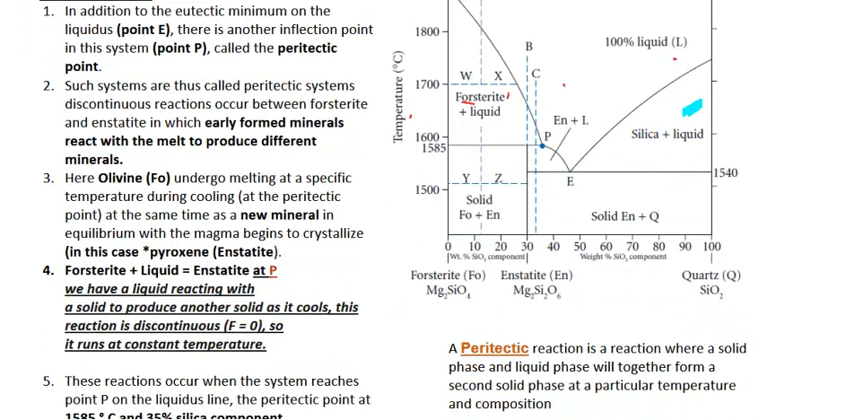 1. In addition to the eutectic minimum on the
liquidus (point E), there is another inflection point
in this system (point P), called the peritectic
point.
2. Such systems are thus called peritectic systems
discontinuous reactions occur between forsterite
and enstatite in which early formed minerals
react with the melt to produce different
minerals.
3. Here Olivine (Fo) undergo melting at a specific
temperature during cooling (at the peritectic
point) at the same time as a new mineral in
equilibrium with the magma begins to crystallize
(in this case *pyroxene (Enstatite).
4. Forsterite + Liquid = Enstatite at P
we have a liquid reacting with
a solid to produce another solid as it cools, this
reaction is discontinuous (F = 0), so
it runs at constant temperature.
5. These reactions occur when the system reaches
point P on the liquidus line, the peritectic point at
1585 ° C and 35% silica component
Temperature (°C)
1800
1700
1600
1585
1500
B
C
100% liquid (L)
W X
Forsterite
+ liquid
En + L
P
Silica + liquid
1540
Y Z
E
Solid
Fo + En
Solid En + Q
0 10 20 30 40 50 60 70 80 90 100
Wt. % SiO₂ component
Weight % SiO₂ component
Forsterite (Fo)
Mg₂SiO₄
Enstatite (En)
Mg₂Si₂O₆
Quartz (Q)
SiO₂
A Peritectic reaction is a reaction where a solid
phase and liquid phase will together form a
second solid phase at a particular temperature
and composition